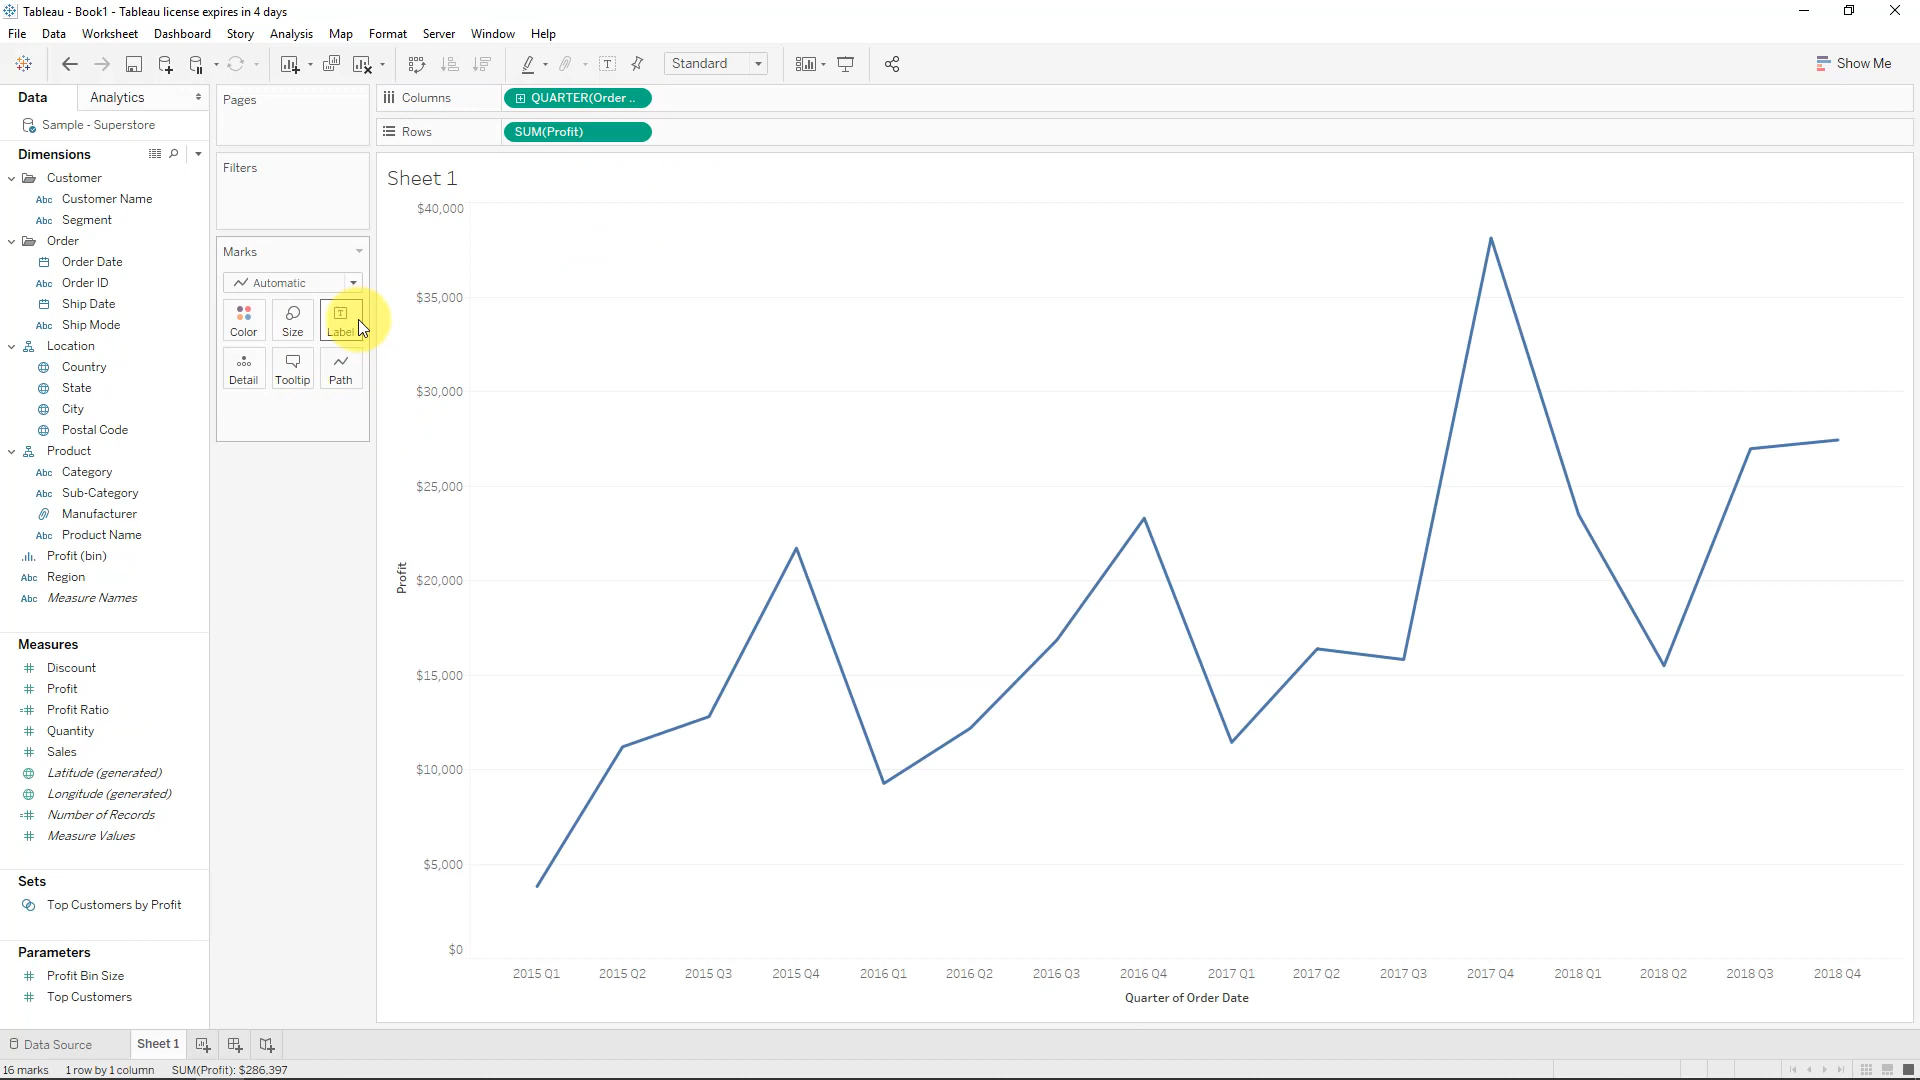 Tableau - Book1 - Tableau license expires in 4 days
File Data Worksheet Dashboard Story Analysis Map Format Server Window Help
Standard
Show Me
Data Analytics
Sample - Superstore
Dimensions
Customer
Abc Customer Name
Abc Segment
Order
Order Date
Abc Order ID
Ship Date
Abc Ship Mode
Location
Country
State
City
Postal Code
Product
Abc Category
Abc Sub-Category
Manufacturer
Abc Product Name
Profit (bin)
Abc Region
Abc Measure Names
Measures
# Discount
# Profit
=# Profit Ratio
# Quantity
# Sales
Latitude (generated)
Longitude (generated)
=# Number of Records
# Measure Values
Sets
Top Customers by Profit
Parameters
# Profit Bin Size
# Top Customers
Pages
Filters
Marks
Automatic
Color Size Label
Detail Tooltip Path
Columns QUARTER(Order ..
Rows SUM(Profit)
Sheet 1
$40,000
$35,000
$30,000
$25,000
$20,000
$15,000
$10,000
$5,000
$0
Profit
2015 Q1 2015 Q2 2015 Q3 2015 Q4 2016 Q1 2016 Q2 2016 Q3 2016 Q4 2017 Q1 2017 Q2 2017 Q3 2017 Q4 2018 Q1 2018 Q2 2018 Q3 2018 Q4
Quarter of Order Date
Data Source Sheet 1
16 marks 1 row by 1 column SUM(Profit): $286,397